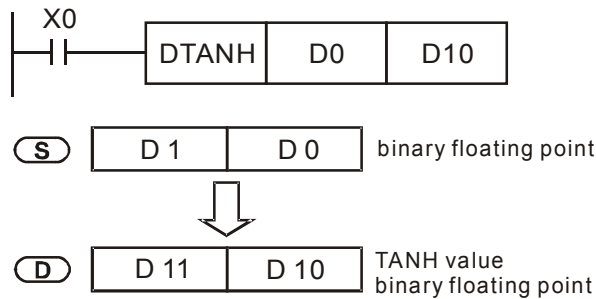 X0
DTANH D0 D10
S D 1 D 0 binary floating point
D D 11 D 10 TANH value
binary floating point